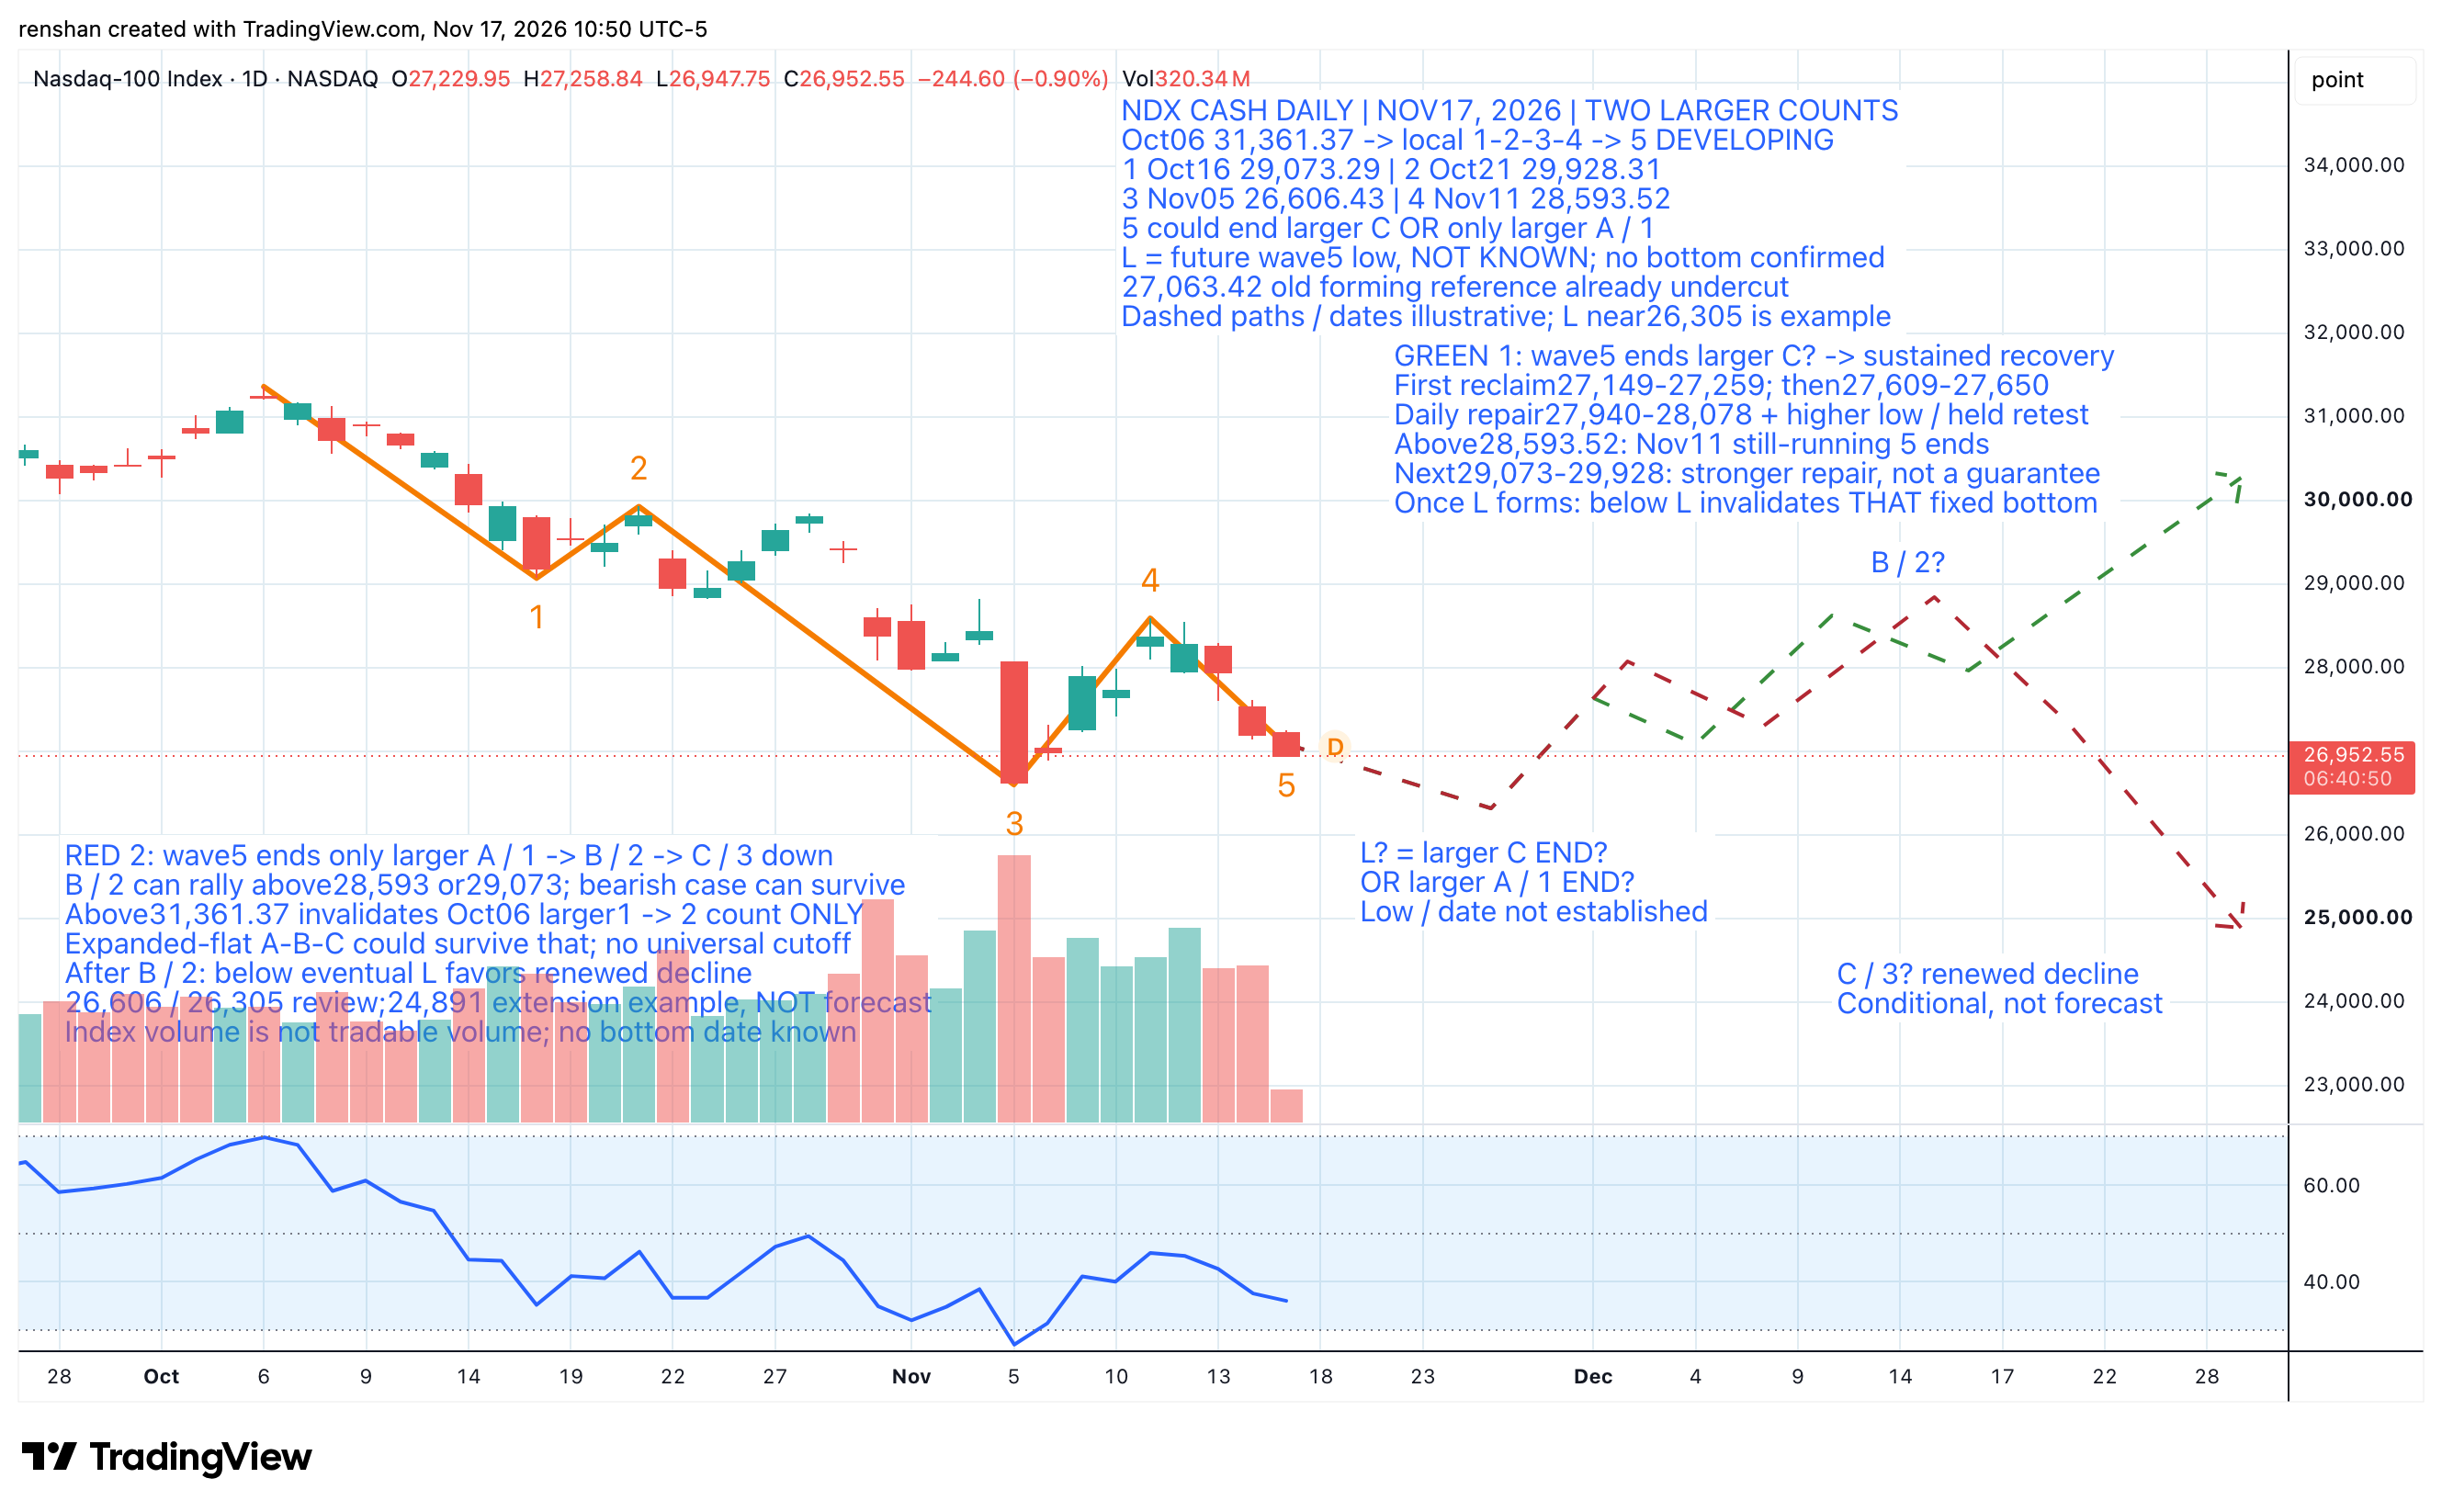 renshan created with TradingView.com, Nov 17, 2026 10:50 UTC-5
Nasdaq-100 Index · 1D · NASDAQ O27,229.95 H27,258.84 L26,947.75 C26,952.55 −244.60 (−0.90%) Vol320.34 M
point
NDX CASH DAILY | NOV17, 2026 | TWO LARGER COUNTS
Oct06 31,361.37 -> local 1-2-3-4 -> 5 DEVELOPING
1 Oct16 29,073.29 | 2 Oct21 29,928.31
3 Nov05 26,606.43 | 4 Nov11 28,593.52
5 could end larger C OR only larger A / 1
L = future wave5 low, NOT KNOWN; no bottom confirmed
27,063.42 old forming reference already undercut
Dashed paths / dates illustrative; L near26,305 is example
GREEN 1: wave5 ends larger C? -> sustained recovery
First reclaim27,149-27,259; then27,609-27,650
Daily repair27,940-28,078 + higher low / held retest
Above28,593.52: Nov11 still-running 5 ends
Next29,073-29,928: stronger repair, not a guarantee
Once L forms: below L invalidates THAT fixed bottom
34,000.00
33,000.00
32,000.00
31,000.00
30,000.00
29,000.00
28,000.00
26,952.55
06:40:50
26,000.00
25,000.00
24,000.00
23,000.00
2
1
4
3
5
D
B / 2?
RED 2: wave5 ends only larger A / 1 -> B / 2 -> C / 3 down
B / 2 can rally above28,593 or29,073; bearish case can survive
Above31,361.37 invalidates Oct06 larger1 -> 2 count ONLY
Expanded-flat A-B-C could survive that; no universal cutoff
After B / 2: below eventual L favors renewed decline
26,606 / 26,305 review;24,891 extension example, NOT forecast
Index volume is not tradable volume; no bottom date known
L? = larger C END?
OR larger A / 1 END?
Low / date not established
C / 3? renewed decline
Conditional, not forecast
60.00
40.00
28 Oct 6 9 14 19 22 27 Nov 5 10 13 18 23 Dec 4 9 14 17 22 28
TradingView